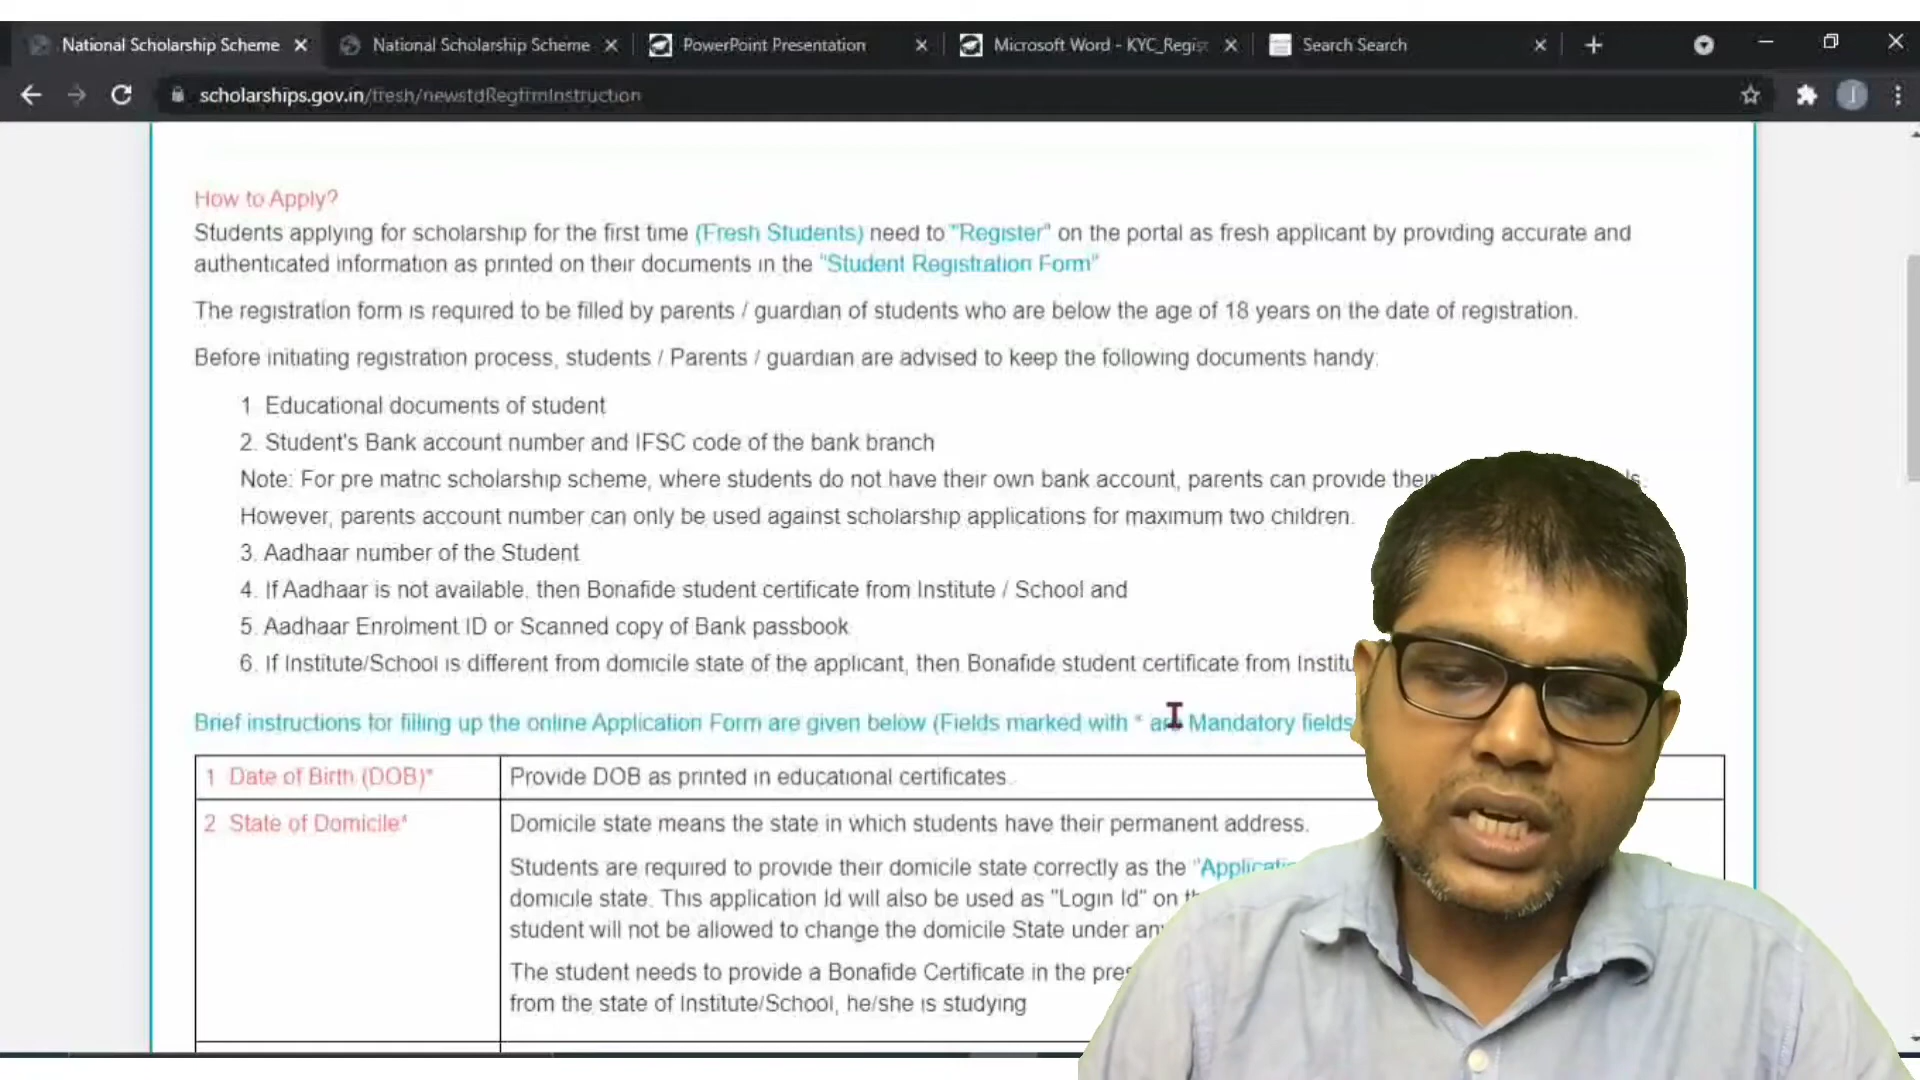 National Scholarship Scheme
National Scholarship Scheme
PowerPoint Presentation
Microsoft Word - KYC_Regis
Search Search
scholarships.gov.in/fresh/newstdRegfrmInstruction
J
How to Apply?
Students applying for scholarship for the first time (Fresh Students) need to "Register" on the portal as fresh applicant by providing accurate and
authenticated information as printed on their documents in the "Student Registration Form"
The registration form is required to be filled by parents / guardian of students who are below the age of 18 years on the date of registration.
Before initiating registration process, students / Parents / guardian are advised to keep the following documents handy:
1. Educational documents of student
2. Student's Bank account number and IFSC code of the bank branch
Note: For pre matric scholarship scheme, where students do not have their own bank account, parents can provide their
However, parents account number can only be used against scholarship applications for maximum two children.
3. Aadhaar number of the Student
4. If Aadhaar is not available, then Bonafide student certificate from Institute / School and
5. Aadhaar Enrolment ID or Scanned copy of Bank passbook
6. If Institute/School is different from domicile state of the applicant, then Bonafide student certificate from Institu
Brief instructions for filling up the online Application Form are given below (Fields marked with * are Mandatory fields
1 Date of Birth (DOB)* Provide DOB as printed in educational certificates.
2 State of Domicile* Domicile state means the state in which students have their permanent address.
Students are required to provide their domicile state correctly as the "Applicatio
domicile state. This application Id will also be used as "Login Id" on th
student will not be allowed to change the domicile State under any
The student needs to provide a Bonafide Certificate in the pres
from the state of Institute/School, he/she is studying